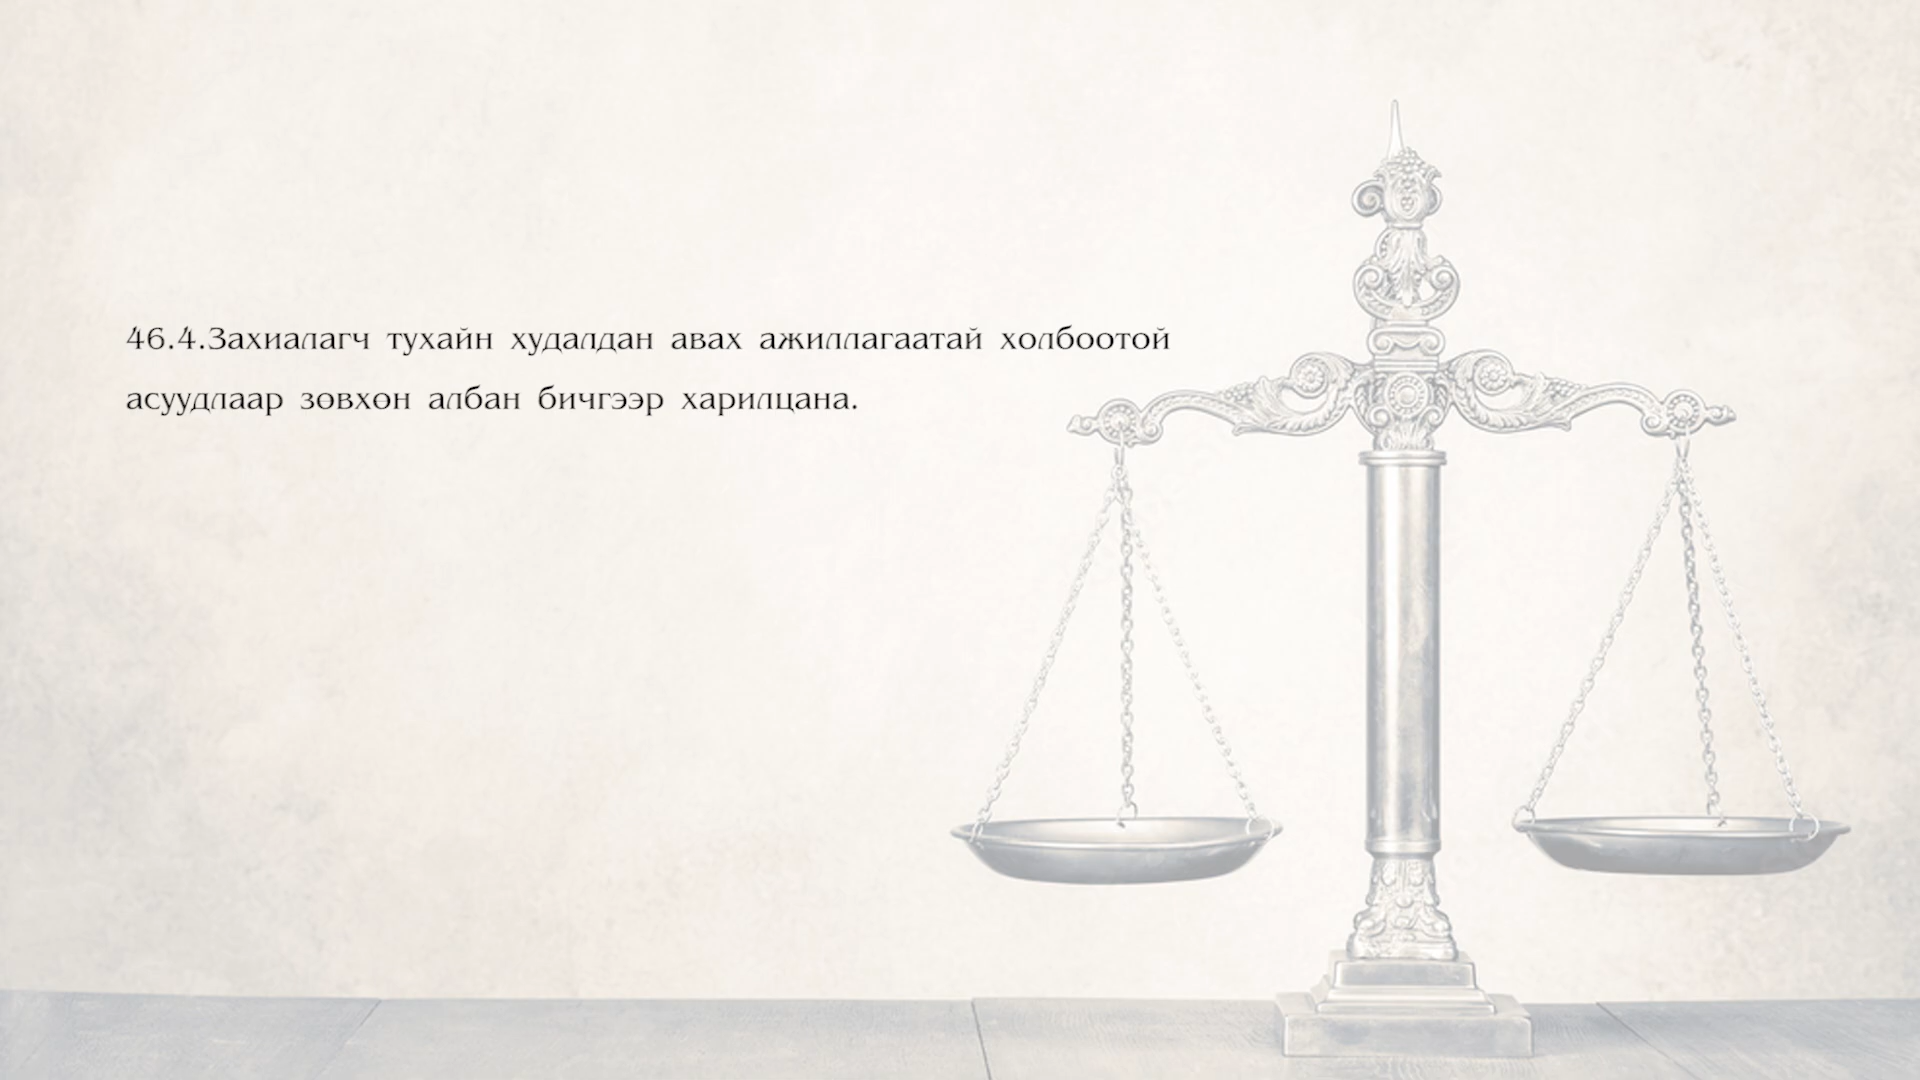 46.4.Захиалагч тухайн худалдан авах ажиллагаатай холбоотой
асуудлаар зөвхөн албан бичгээр харилцана.